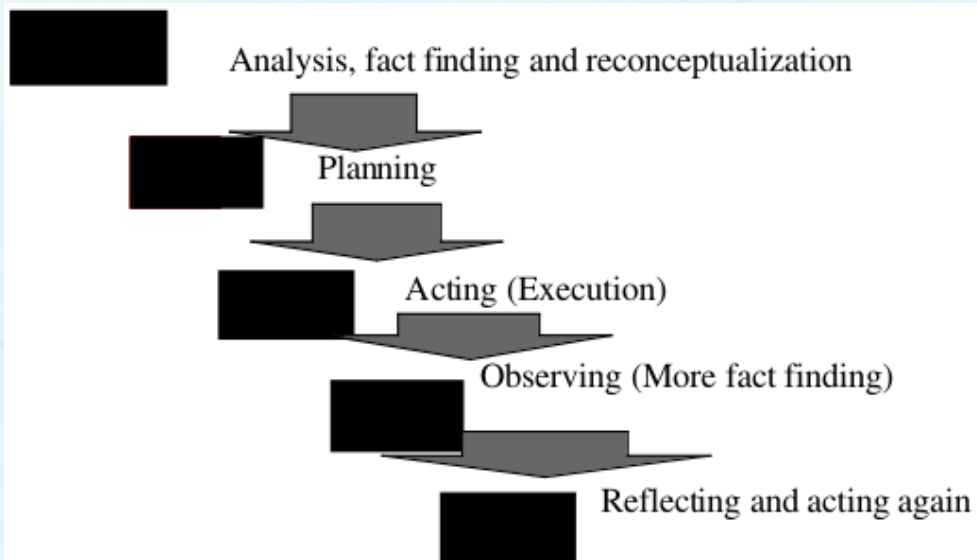 Analysis, fact finding and reconceptualization
Planning
Acting (Execution)
Observing (More fact finding)
Reflecting and acting again